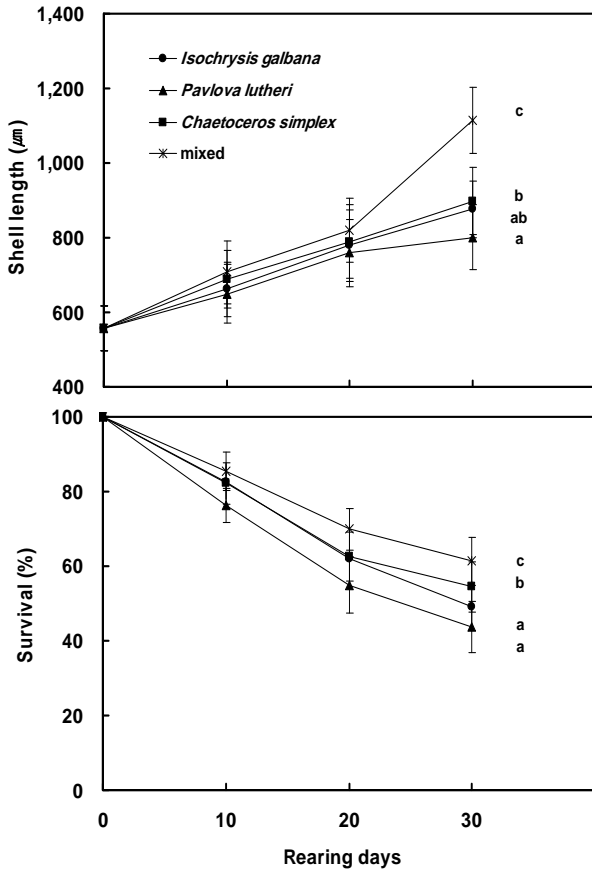 1,400
1,200
1,000
800
600
400
Shell length (㎛)
Isochrysis galbana
Pavlova lutheri
Chaetoceros simplex
mixed
c
b
ab
a
100
80
60
40
20
0
Survival (%)
c
b
a
a
0 10 20 30
Rearing days